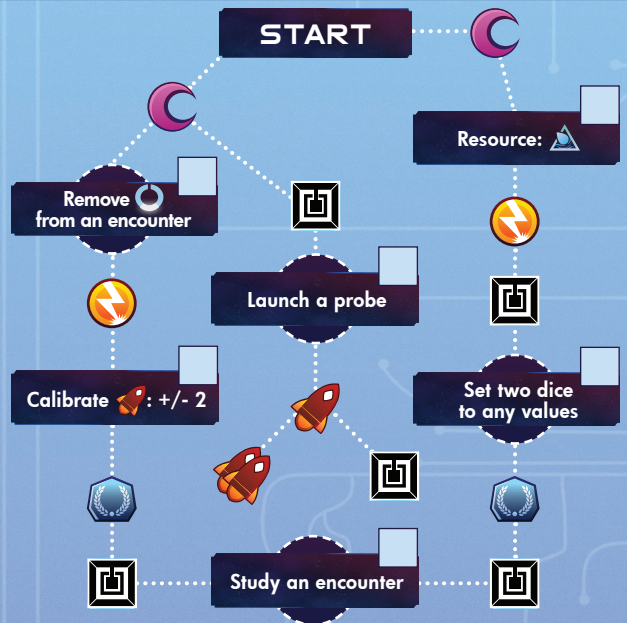 START
Resource:
Remove
from an encounter
Launch a probe
Calibrate : +/- 2
Set two dice
to any values
Study an encounter